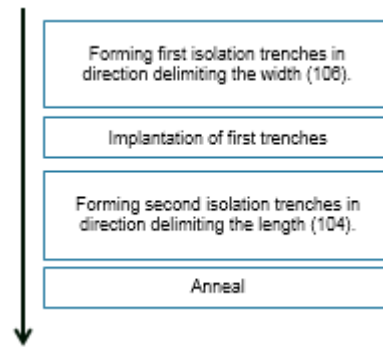 Forming first isolation trenches in
direction delimiting the width (106).
Implantation of first trenches
Forming second isolation trenches in
direction delimiting the length (104).
Anneal